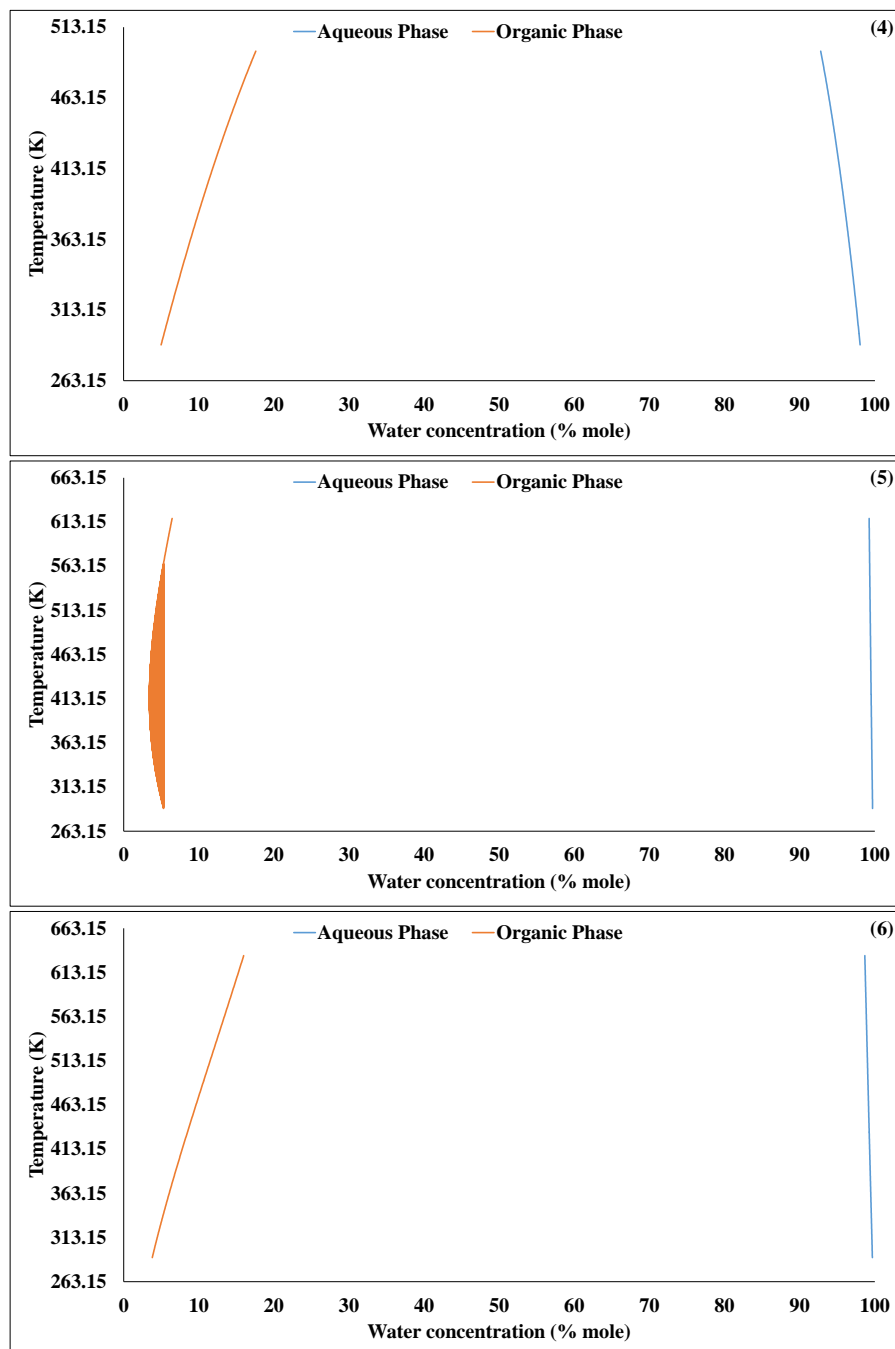 Aqueous Phase Organic Phase (4)
513.15
463.15
413.15
363.15
313.15
263.15
Temperature (K)
0 10 20 30 40 50 60 70 80 90 100
Water concentration (% mole)
Aqueous Phase Organic Phase (5)
663.15
613.15
563.15
513.15
463.15
413.15
363.15
313.15
263.15
Temperature (K)
0 10 20 30 40 50 60 70 80 90 100
Water concentration (% mole)
Aqueous Phase Organic Phase (6)
663.15
613.15
563.15
513.15
463.15
413.15
363.15
313.15
263.15
Temperature (K)
0 10 20 30 40 50 60 70 80 90 100
Water concentration (% mole)